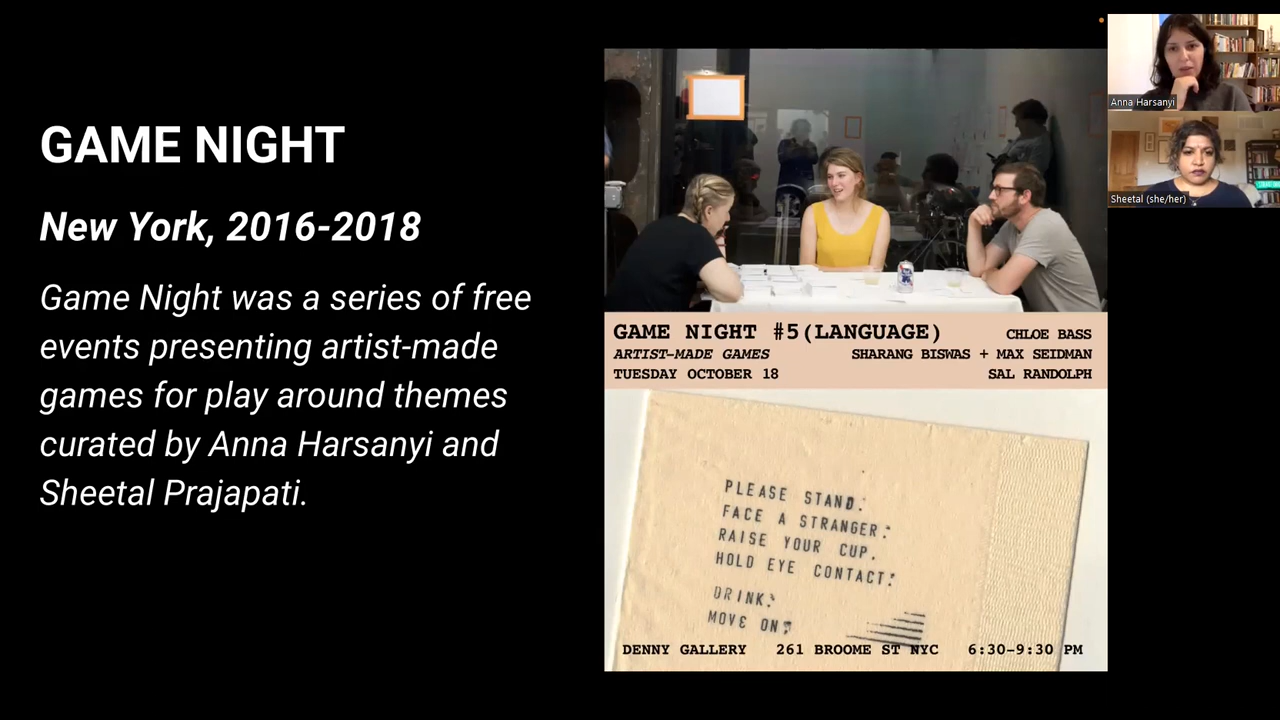 GAME NIGHT
New York, 2016-2018
Game Night was a series of free
events presenting artist-made
games for play around themes
curated by Anna Harsanyi and
Sheetal Prajapati.
GAME NIGHT #5(LANGUAGE)
ARTIST-MADE GAMES
TUESDAY OCTOBER 18
CHLOE BASS
SHARANG BISWAS + MAX SEIDMAN
SAL RANDOLPH
PLEASE STAND.
FACE A STRANGER.
RAISE YOUR CUP.
HOLD EYE CONTACT.
DRINK.
MOVE ON.
DENNY GALLERY 261 BROOME ST NYC 6:30-9:30 PM
Anna Harsanyi
Sheetal (she/her)